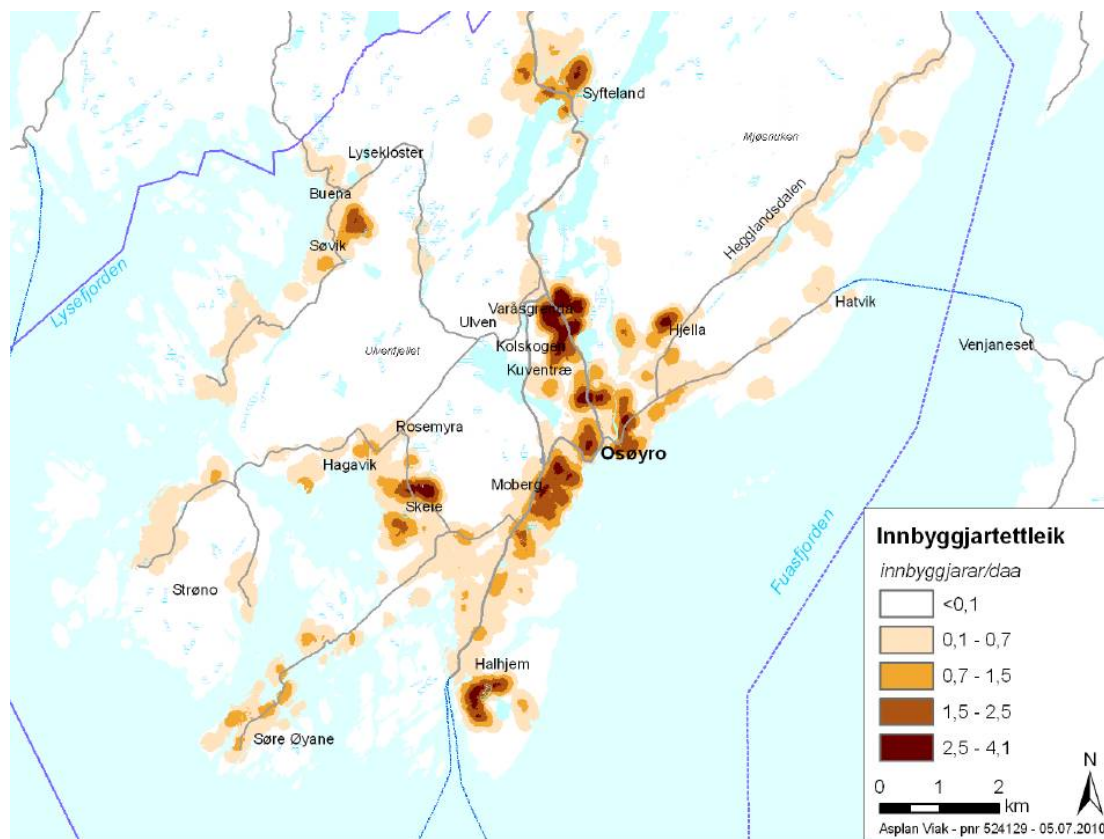 Syfteland
Mjøsnuken
Lysekloster
Buena
Hegglandsdalen
Søvik
Lysefjorden
Hatvik
Varåsgrenda
Ulven
Hjella
Kolskogen
Venjaneset
Ulvenfjellet
Kuventræ
Rosemyra
Osøyro
Hagavik
Moberg
Skeie
Fuasfjorden
Strøno
Halhjem
Søre Øyane
Innbyggjartettleik
innbyggjarar/daa
<0,1
0,1 - 0,7
0,7 - 1,5
1,5 - 2,5
2,5 - 4,1
N
0 1 2
km
Asplan Viak - pnr 524129 - 05.07.2010